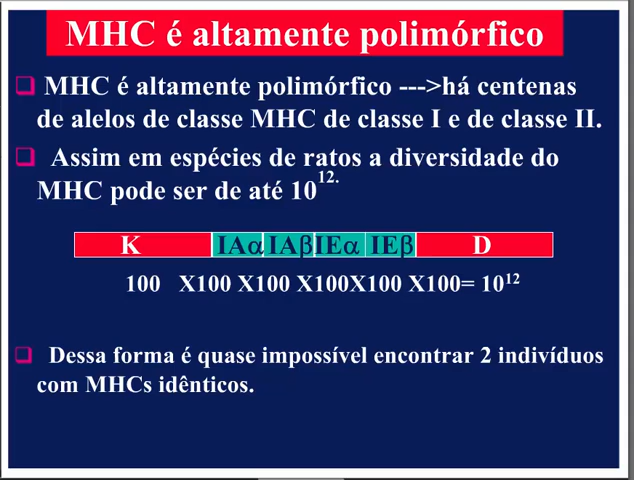 MHC é altamente polimórfico
MHC é altamente polimórfico --->há centenas
de alelos de classe MHC de classe I e de classe II.
Assim em espécies de ratos a diversidade do
MHC pode ser de até 10¹².
K IAα IAβ IEα IEβ D
100 X100 X100 X100X100 X100= 10¹²
Dessa forma é quase impossível encontrar 2 indivíduos
com MHCs idênticos.